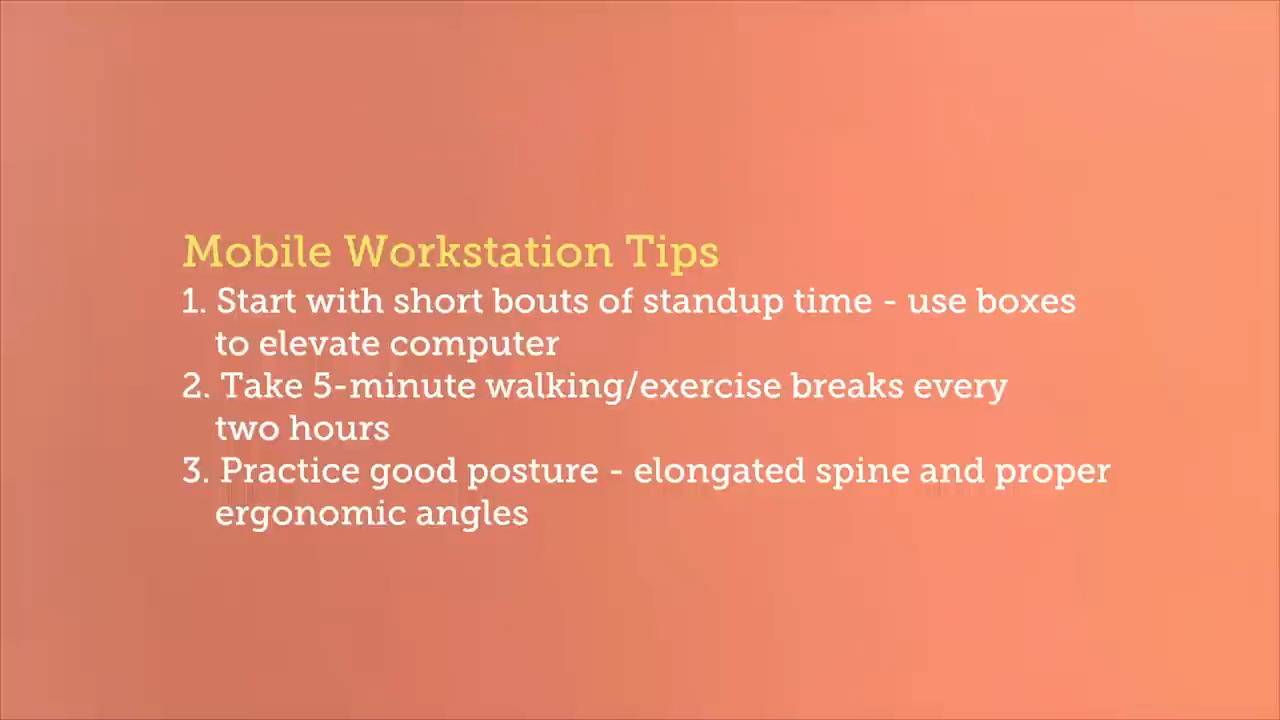 Mobile Workstation Tips
1. Start with short bouts of standup time - use boxes
to elevate computer
2. Take 5-minute walking/exercise breaks every
two hours
3. Practice good posture - elongated spine and proper
ergonomic angles